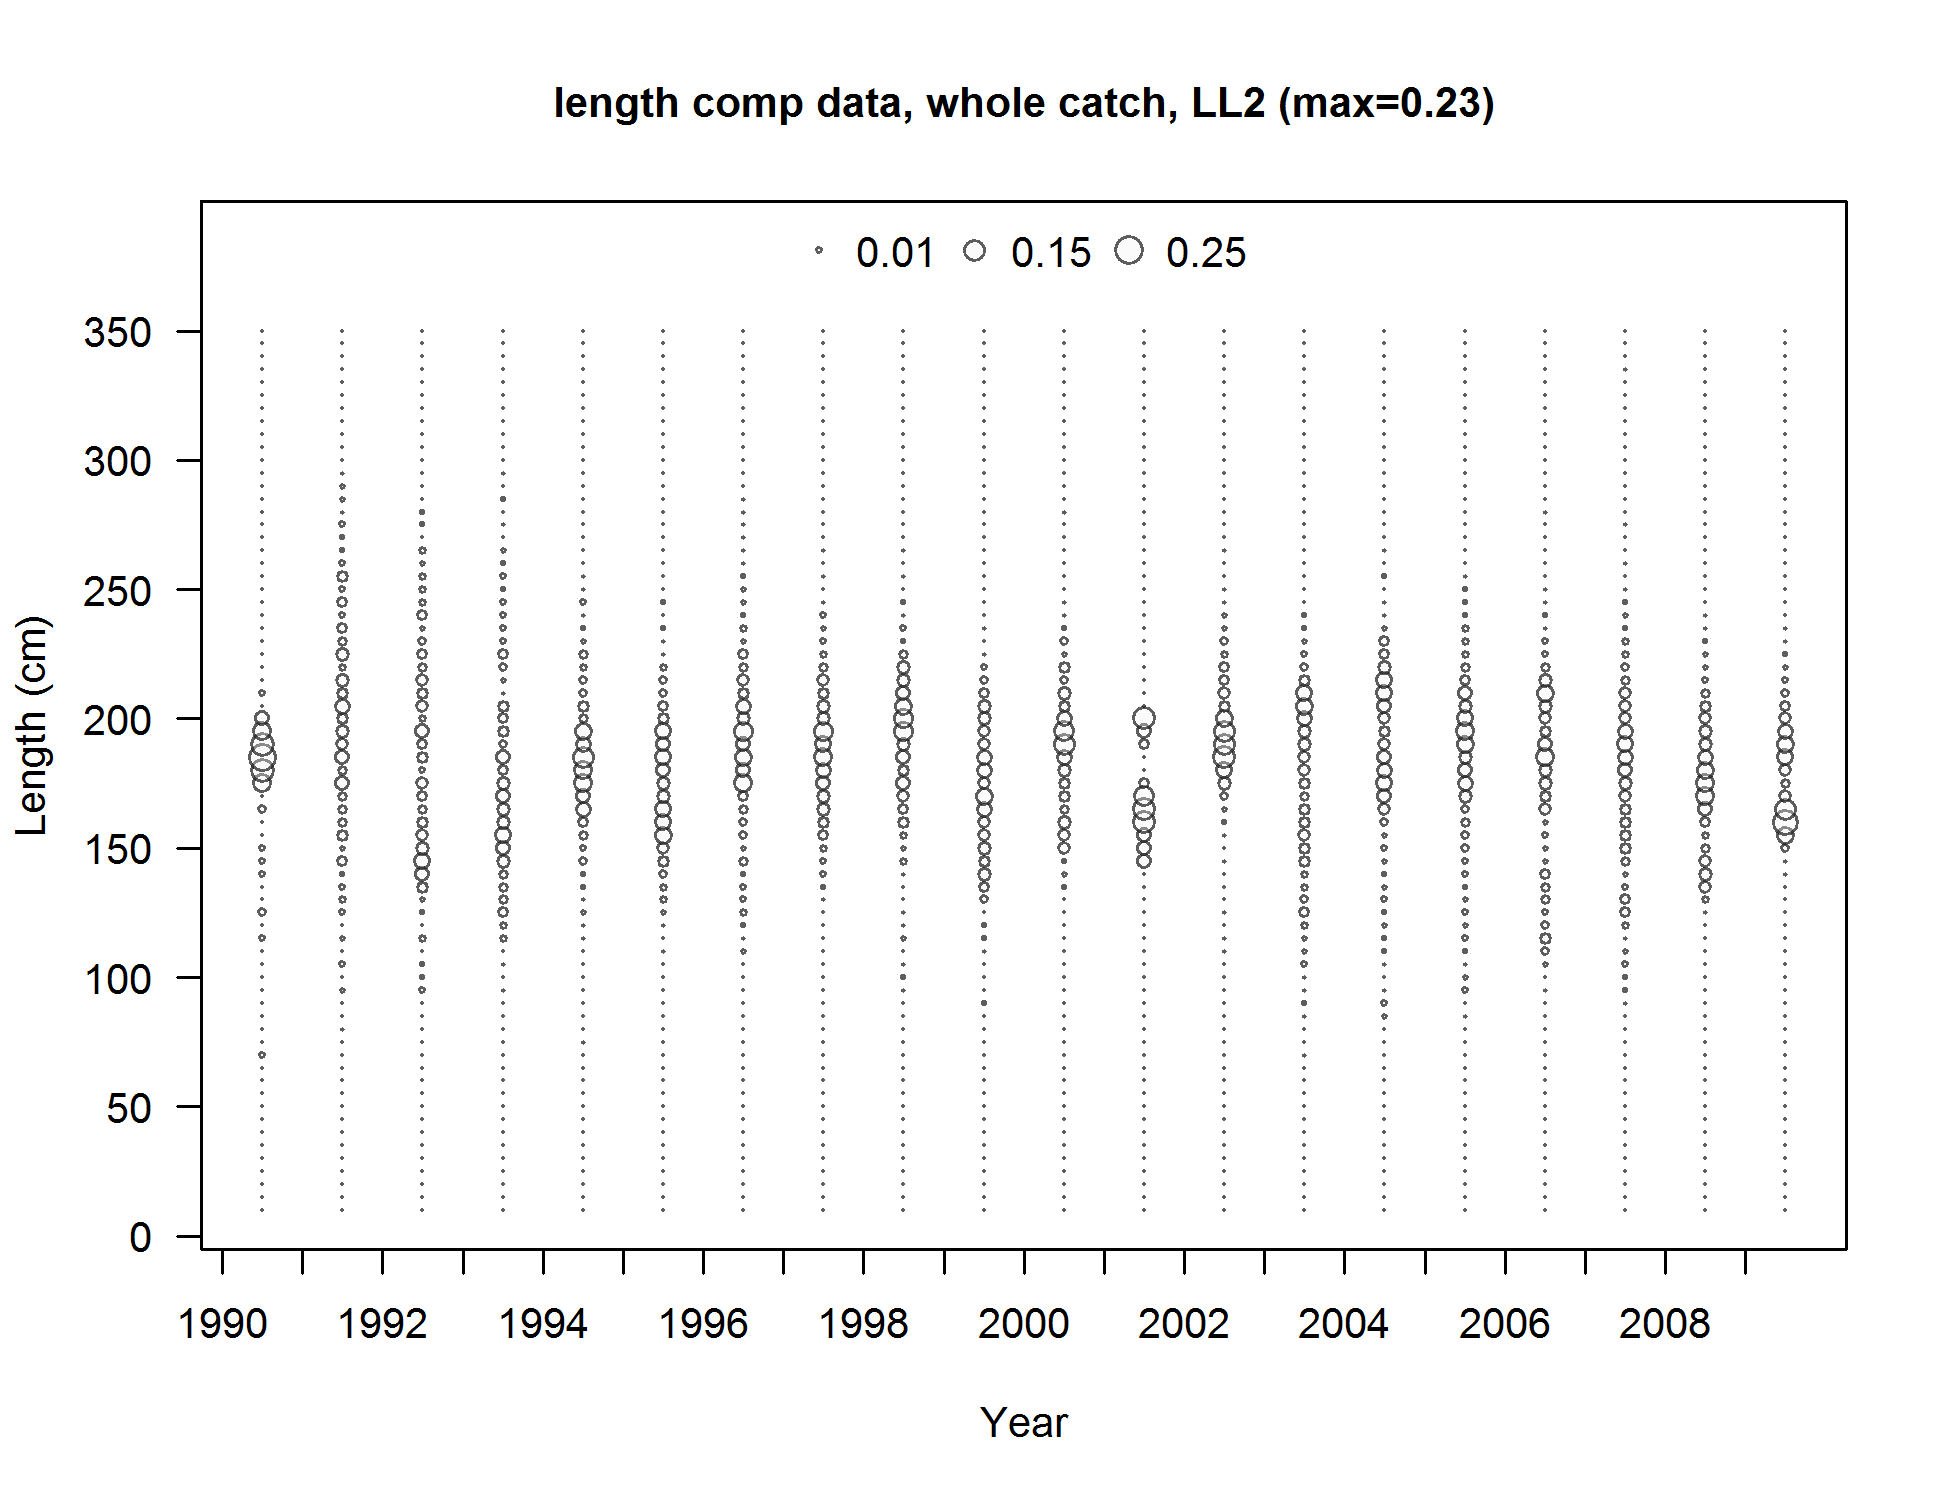 length comp data, whole catch, LL2 (max=0.23)
0.01 0.15 0.25
350
300
250
200
150
100
50
0
Length (cm)
1990 1992 1994 1996 1998 2000 2002 2004 2006 2008
Year